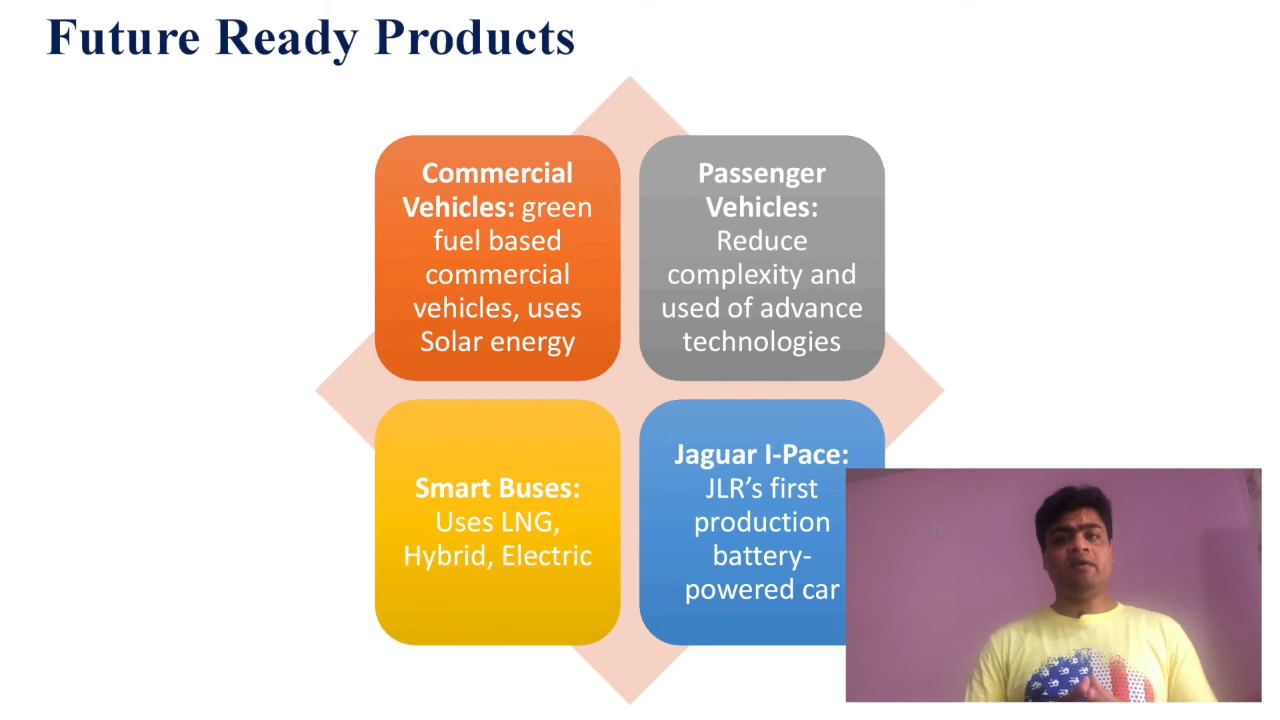 Future Ready Products
Commercial
Vehicles: green
fuel based
commercial
vehicles, uses
Solar energy
Passenger
Vehicles:
Reduce
complexity and
used of advance
technologies
Smart Buses:
Uses LNG,
Hybrid, Electric
Jaguar I-Pace:
JLR’s first
production
battery-
powered car